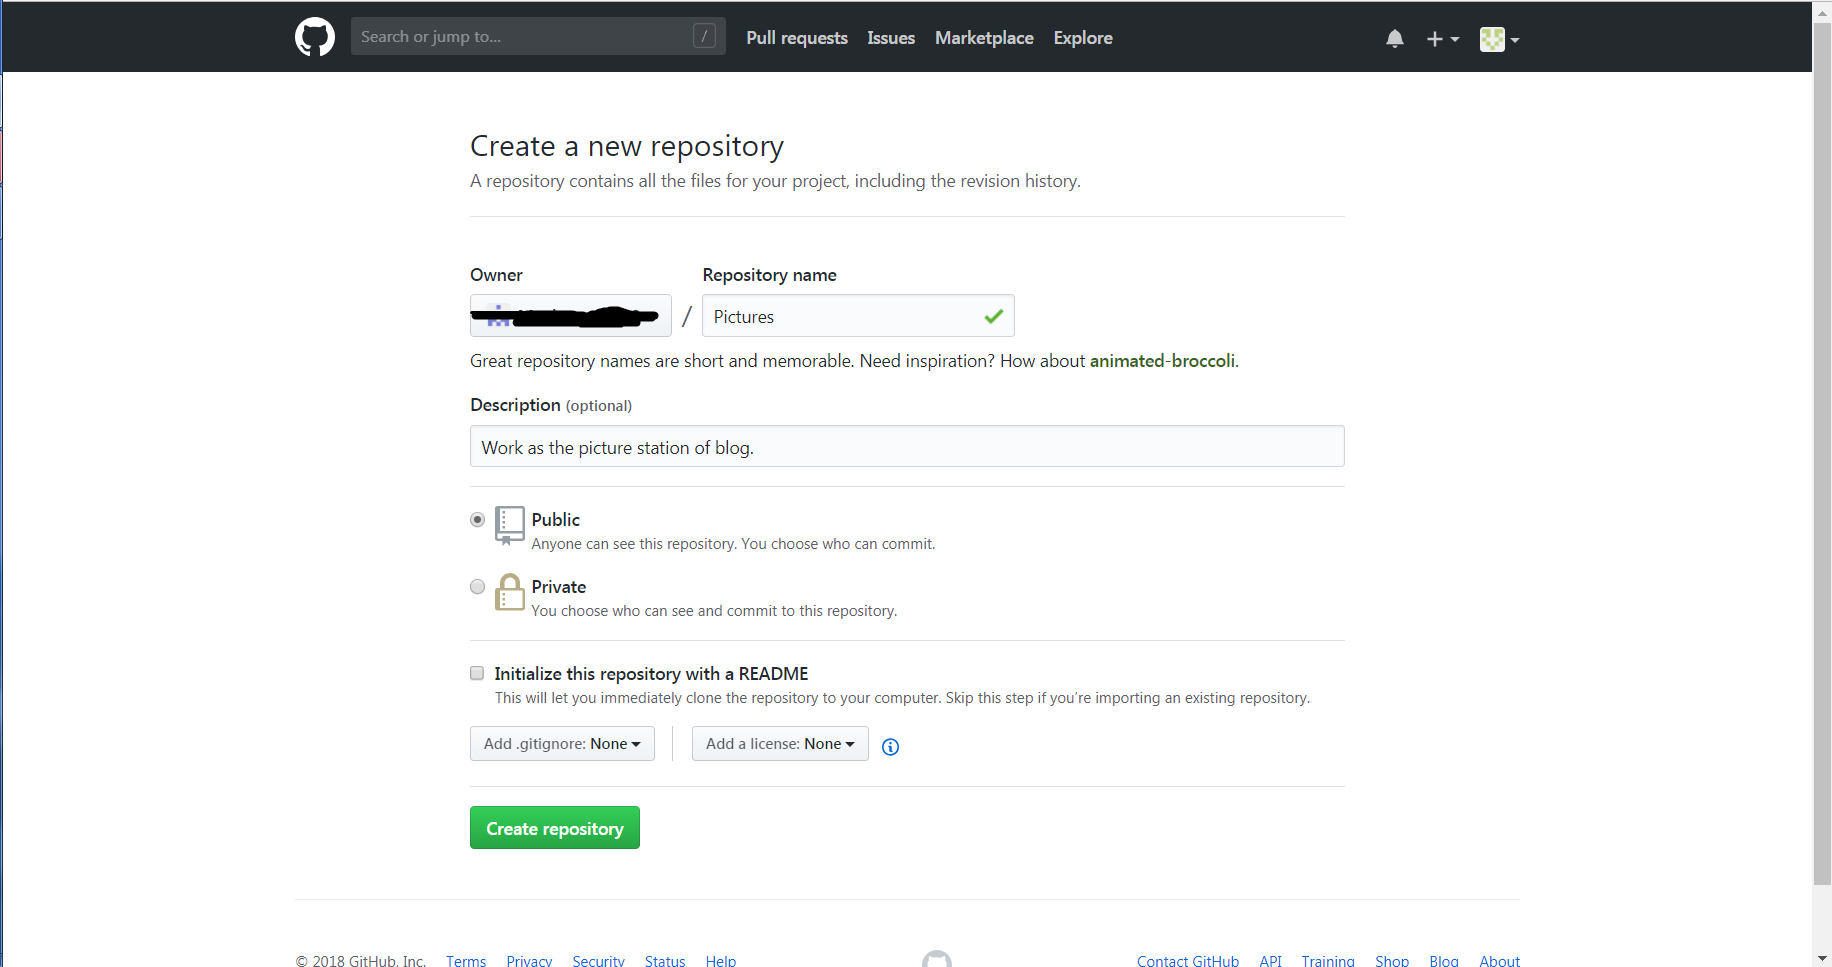 Search or jump to... / Pull requests Issues Marketplace Explore
Create a new repository
A repository contains all the files for your project, including the revision history.
Owner Repository name
/ Pictures
Great repository names are short and memorable. Need inspiration? How about animated-broccoli.
Description (optional)
Work as the picture station of blog.
Public
Anyone can see this repository. You choose who can commit.
Private
You choose who can see and commit to this repository.
Initialize this repository with a README
This will let you immediately clone the repository to your computer. Skip this step if you’re importing an existing repository.
Add .gitignore: None Add a license: None
Create repository
© 2018 GitHub, Inc. Terms Privacy Security Status Help Contact GitHub API Training Shop Blog About